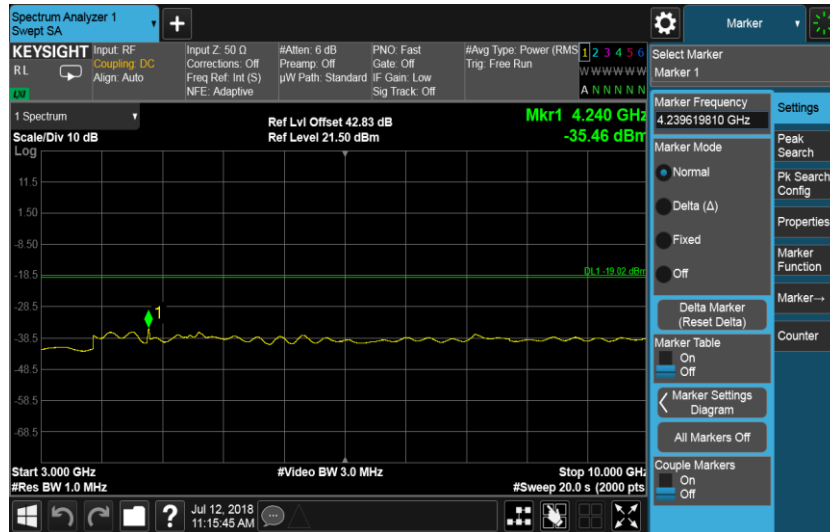 Spectrum Analyzer 1
Swept SA
+
Marker
KEYSIGHT
R L
LXI
Input: RF
Coupling: DC
Align: Auto
Input Z: 50 Ω
Corrections: Off
Freq Ref: Int (S)
NFE: Adaptive
#Atten: 6 dB
Preamp: Off
µW Path: Standard
PNO: Fast
Gate: Off
IF Gain: Low
Sig Track: Off
#Avg Type: Power (RMS
Trig: Free Run
1 2 3 4 5 6
W W W W W W
A N N N N N
Select Marker
Marker 1
1 Spectrum
Scale/Div 10 dB
Log
Ref Lvl Offset 42.83 dB
Ref Level 21.50 dBm
Mkr1 4.240 GHz
-35.46 dBm
11.5
1.50
-8.50
-18.5
-28.5
-38.5
-48.5
-58.5
-68.5
DL1 -19.02 dBm
1
Start 3.000 GHz
#Res BW 1.0 MHz
#Video BW 3.0 MHz
Stop 10.000 GHz
#Sweep 20.0 s (2000 pts
Marker Frequency
4.239619810 GHz
Marker Mode
Normal
Delta (Δ)
Fixed
Off
Delta Marker
(Reset Delta)
Marker Table
On
Off
Marker Settings
Diagram
All Markers Off
Couple Markers
On
Off
Settings
Peak
Search
Pk Search
Config
Properties
Marker
Function
Marker→
Counter
?
Jul 12, 2018
11:15:45 AM